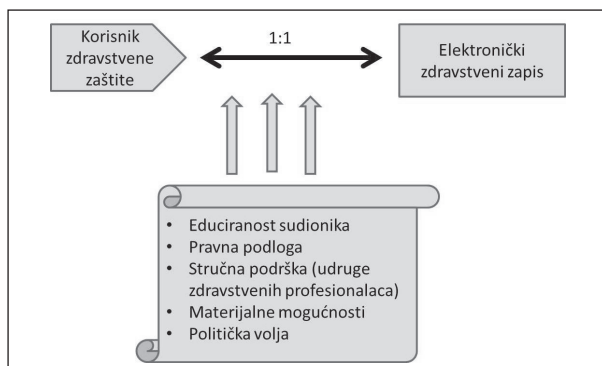 Korisnik
zdravstvene
zaštite
1:1
Elektronički
zdravstveni zapis
• Educiranost sudionika
• Pravna podloga
• Stručna podrška (udruge
zdravstvenih profesionalaca)
• Materijalne mogućnosti
• Politička volja